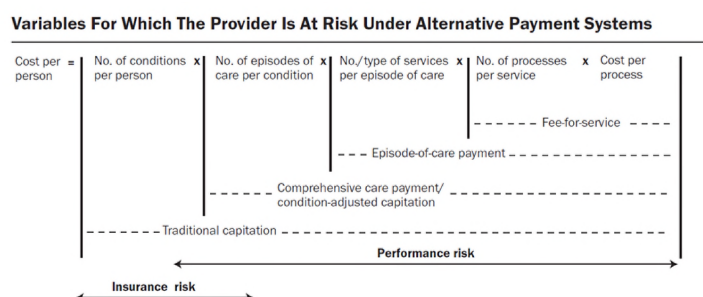 Variables For Which The Provider Is At Risk Under Alternative Payment Systems
Cost per = No. of conditions x No. of episodes of x No./type of services x No. of processes x Cost per
person per person care per condition per episode of care per service process
Fee-for-service
Episode-of-care payment
Comprehensive care payment/
condition-adjusted capitation
Traditional capitation
Performance risk
Insurance risk